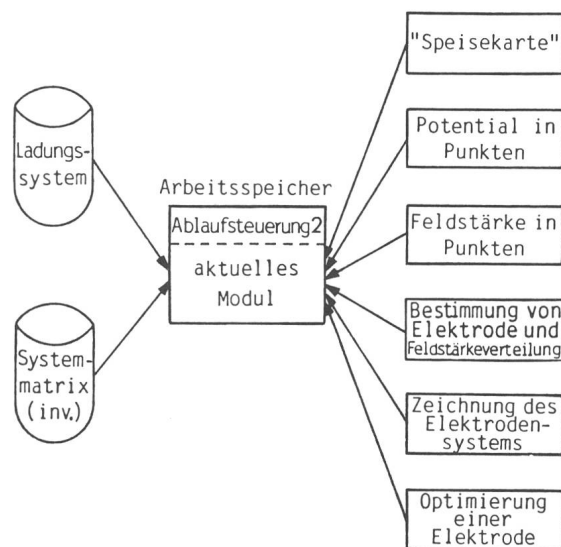 Ladungs-
system
System-
matrix
(inv.)
Arbeitsspeicher
Ablaufsteuerung2
aktuelles
Modul
"Speisekarte"
Potential in
Punkten
Feldstärke in
Punkten
Bestimmung von
Elektrode und
Feldstärkeverteilung
Zeichnung des
Elektroden-
systems
Optimierung
einer
Elektrode